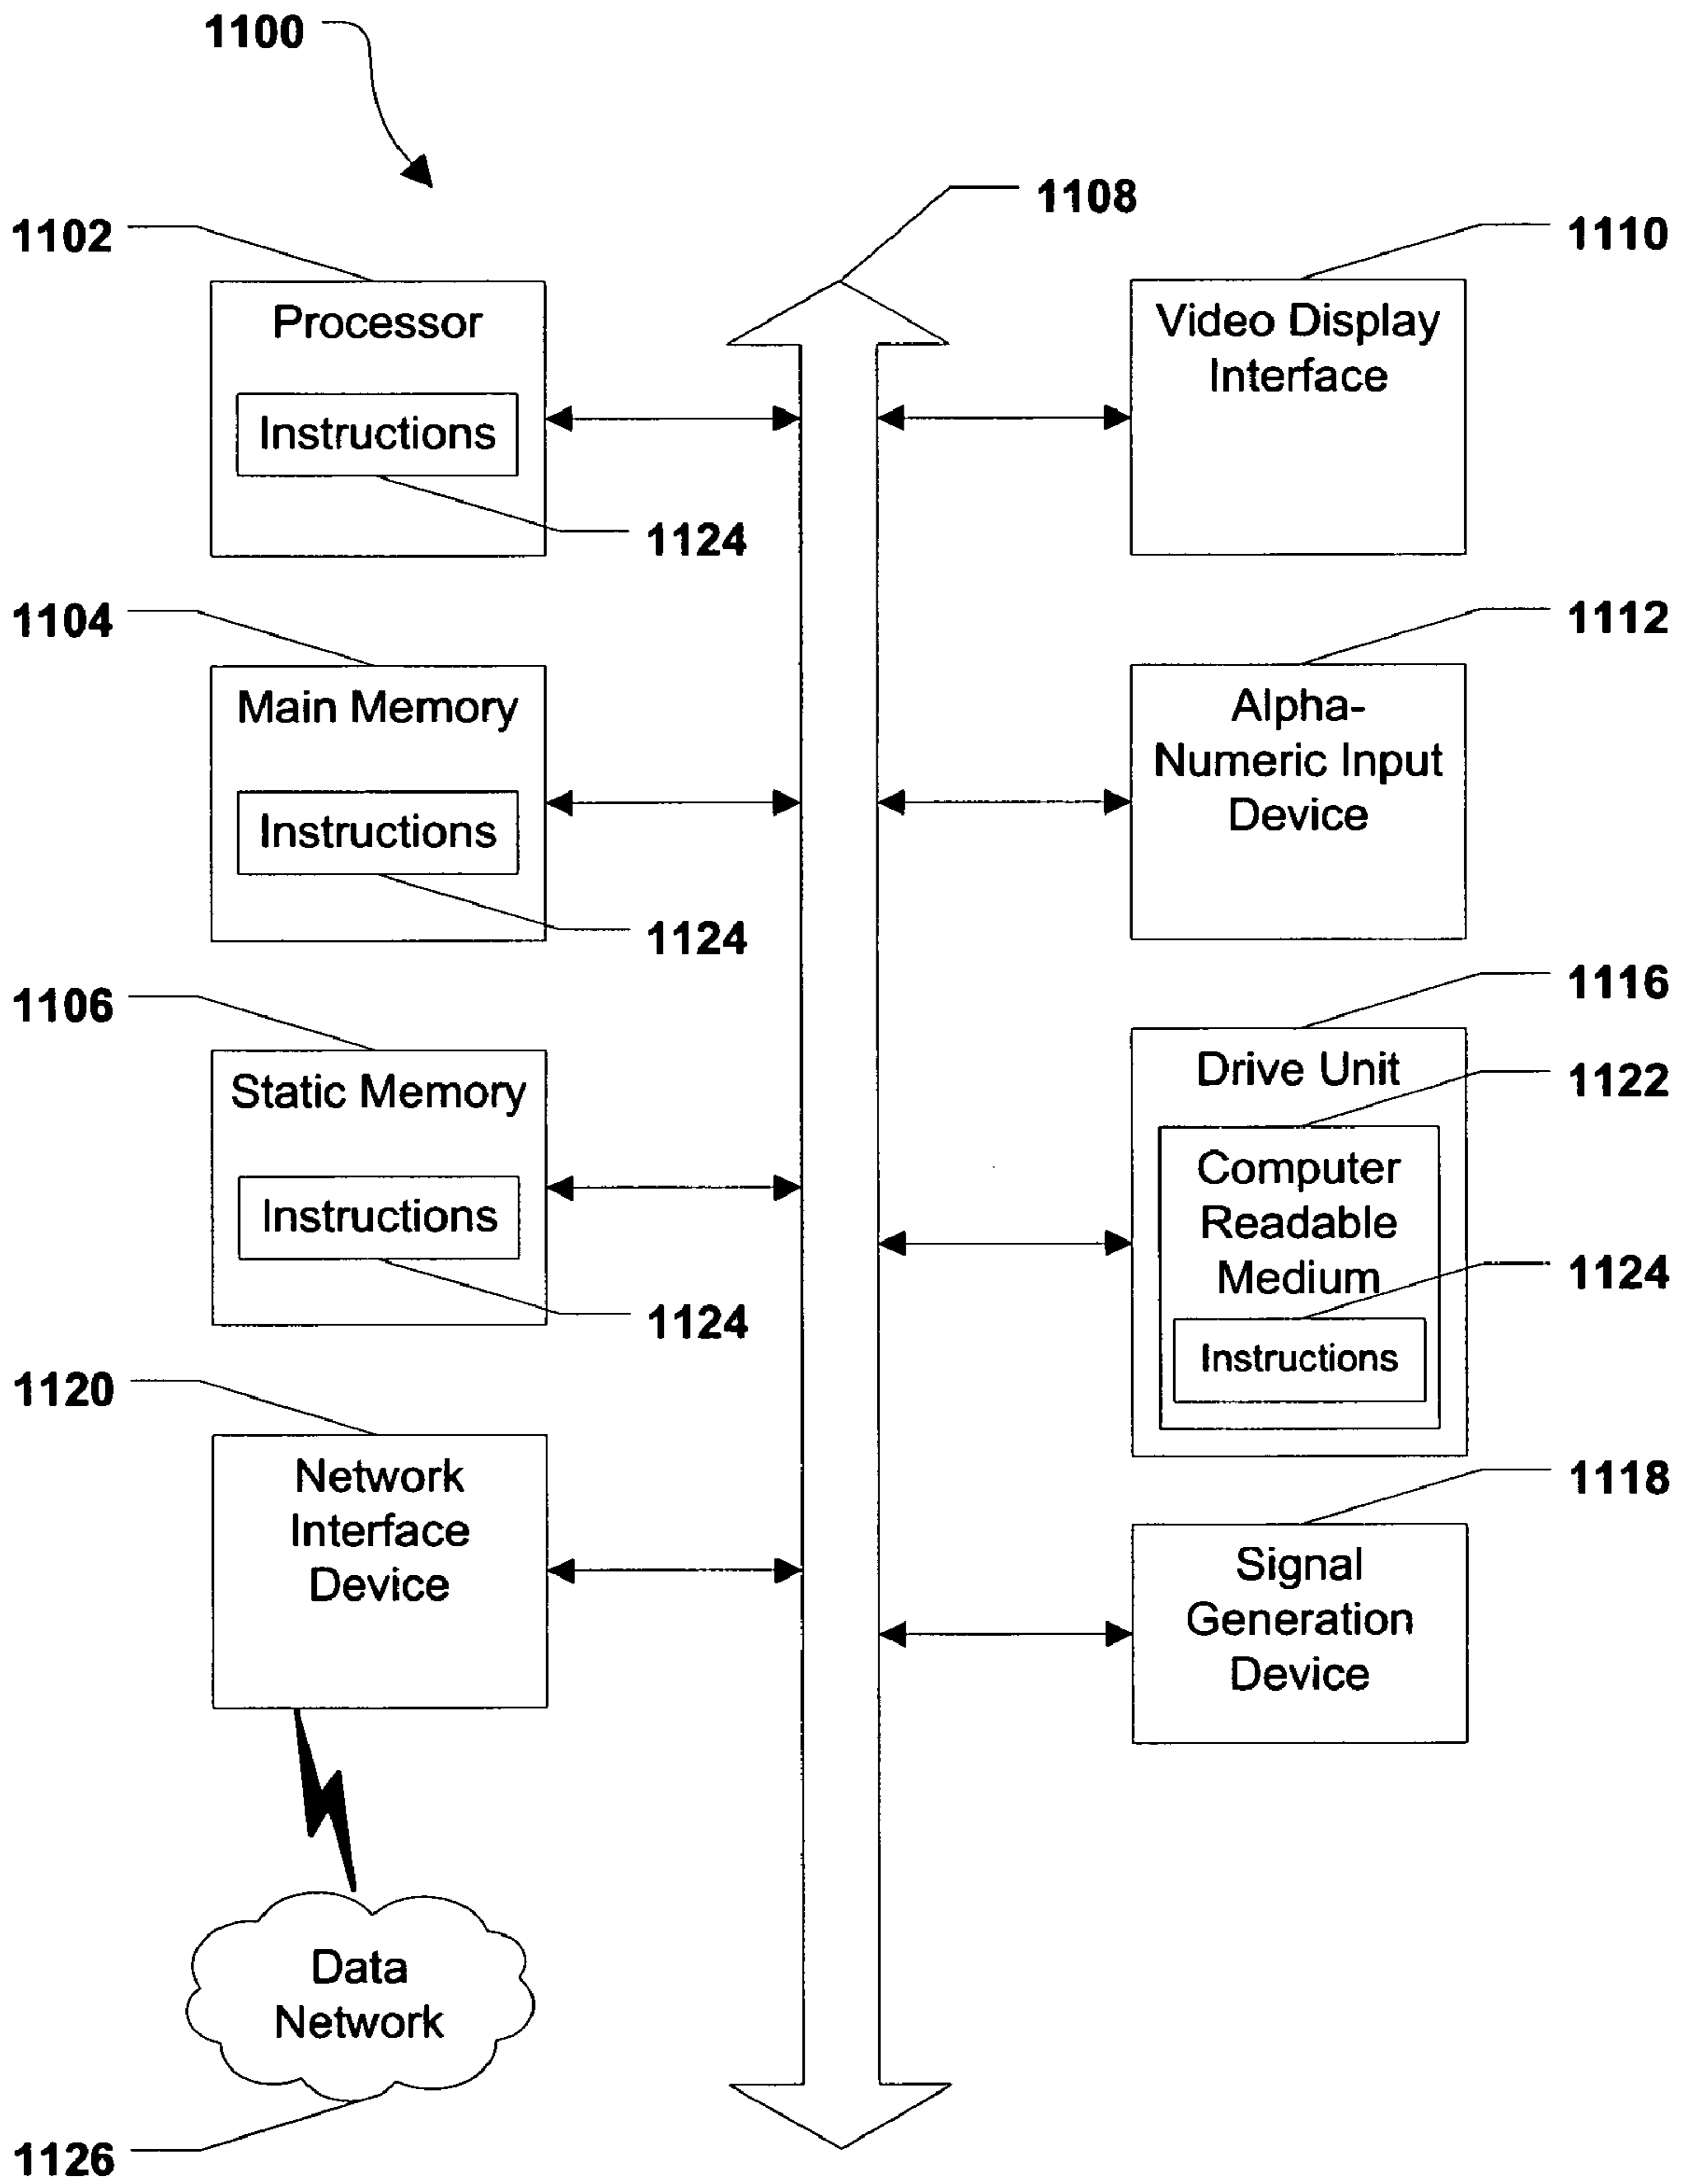 1100
1108
1102
Processor
Instructions
1124
1110
Video Display
Interface
1104
Main Memory
Instructions
1124
1112
Alpha-
Numeric Input
Device
1106
Static Memory
Instructions
1124
1116
Drive Unit
1122
Computer
Readable
Medium
1124
Instructions
1120
Network
Interface
Device
1118
Signal
Generation
Device
Data
Network
1126